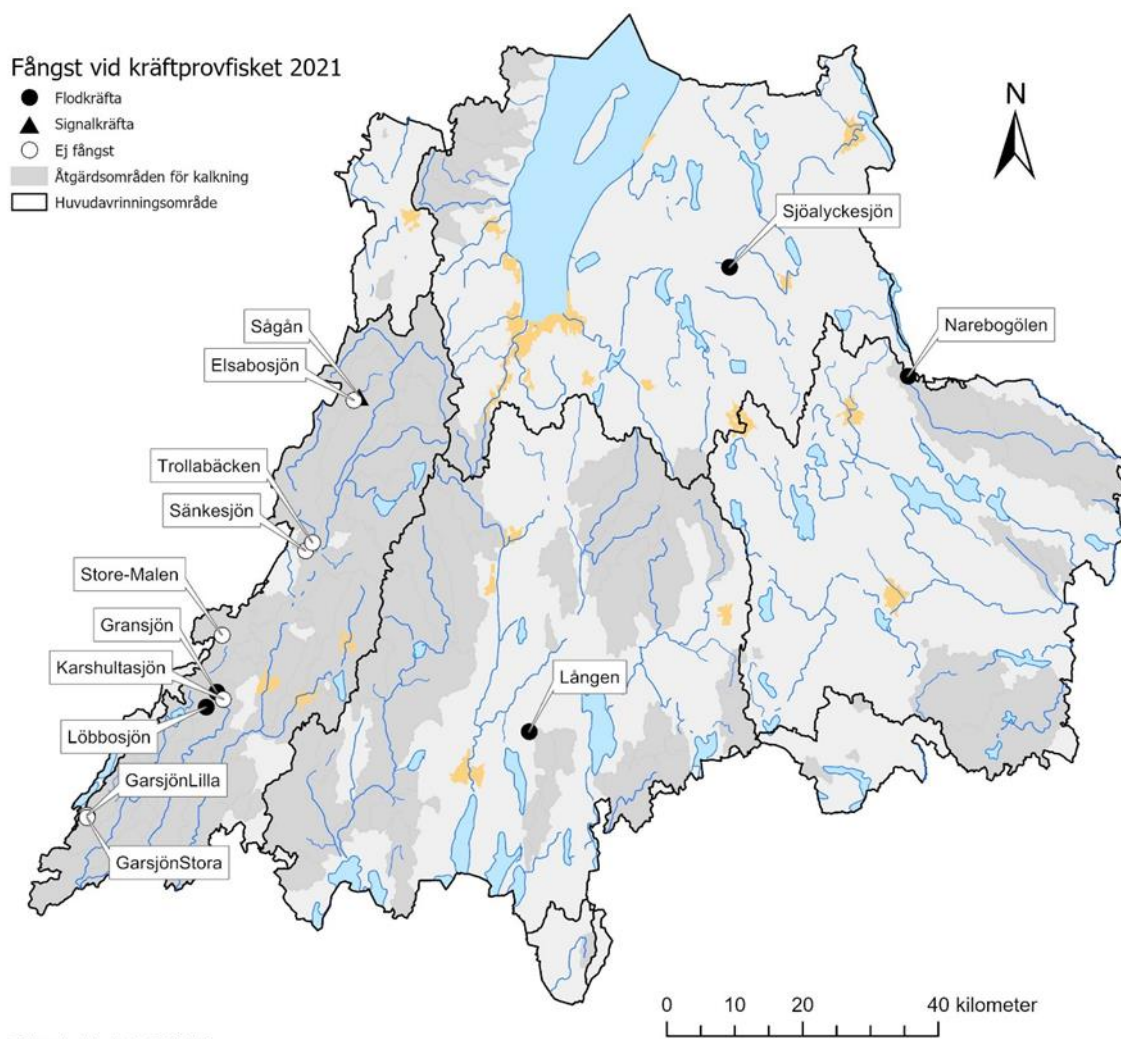 Fångst vid kräftprovfisket 2021
Flodkräfta
Signalkräfta
Ej fångst
Åtgärdsområden för kalkning
Huvudavrinningsområde
N
Sjöalyckesjön
Narebogölen
Sågån
Elsabosjön
Trollabäcken
Sänkesjön
Store-Malen
Gransjön
Karshultasjön
Lången
Löbbosjön
GarsjönLilla
GarsjönStora
0 10 20 40 kilometer